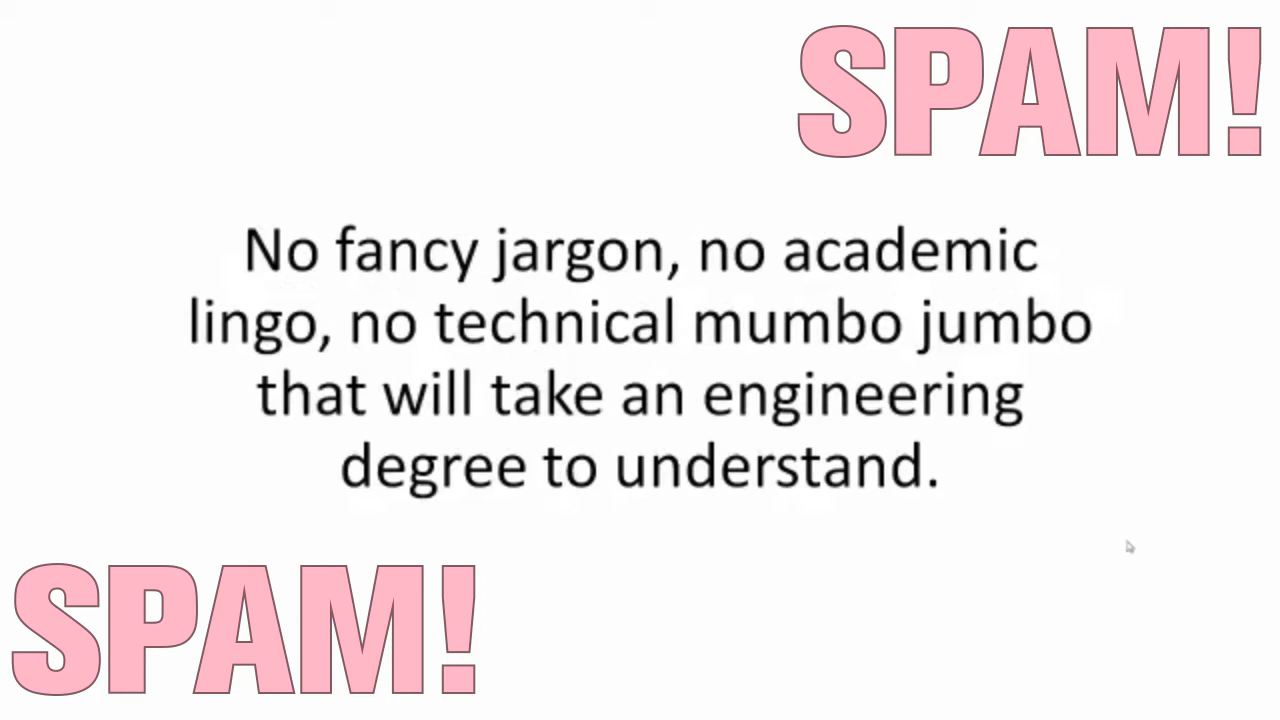 SPAM!
No fancy jargon, no academic
lingo, no technical mumbo jumbo
that will take an engineering
degree to understand.
SPAM!